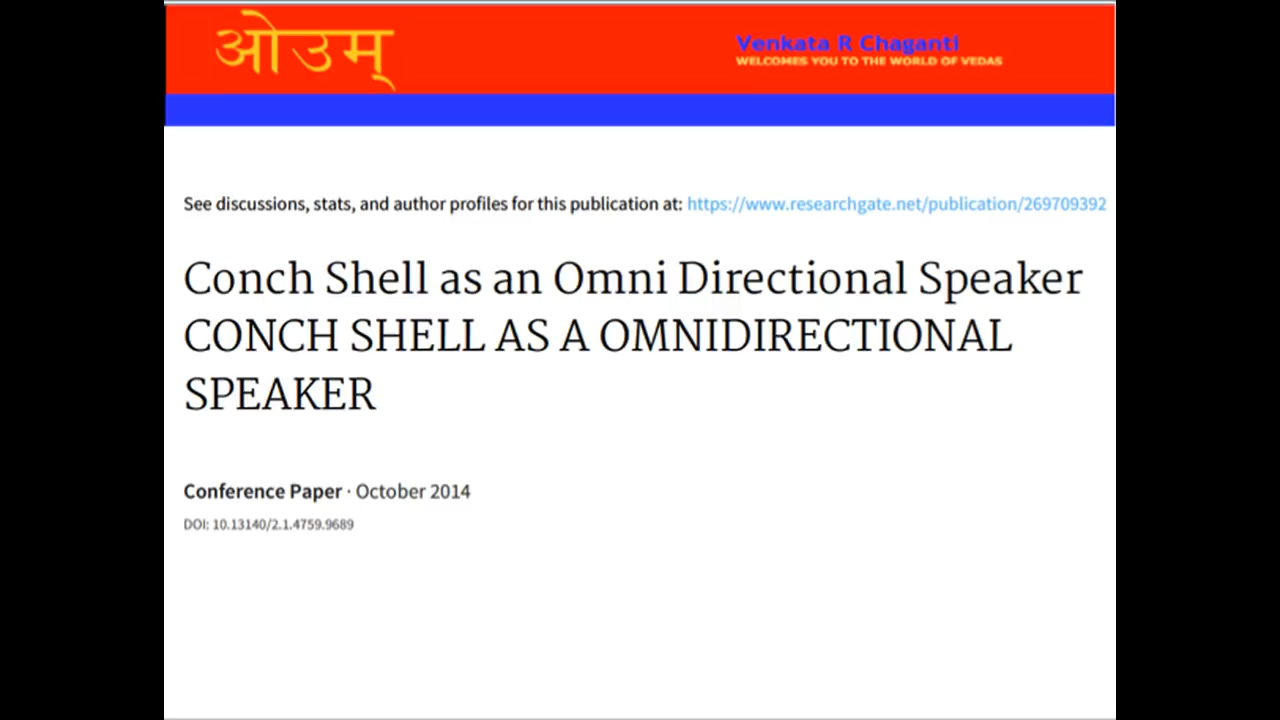 ओउम्
Venkata R Chaganti
WELCOMES YOU TO THE WORLD OF VEDAS
See discussions, stats, and author profiles for this publication at: https://www.researchgate.net/publication/269709392
Conch Shell as an Omni Directional Speaker
CONCH SHELL AS A OMNIDIRECTIONAL
SPEAKER
Conference Paper · October 2014
DOI: 10.13140/2.1.4759.9689